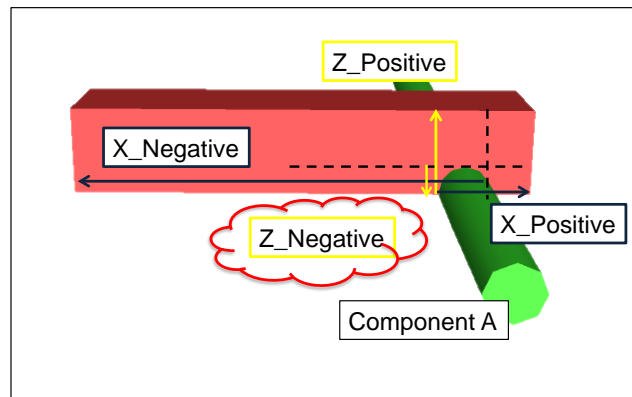 Z_Positive
X_Negative
Z_Negative
X_Positive
Component A